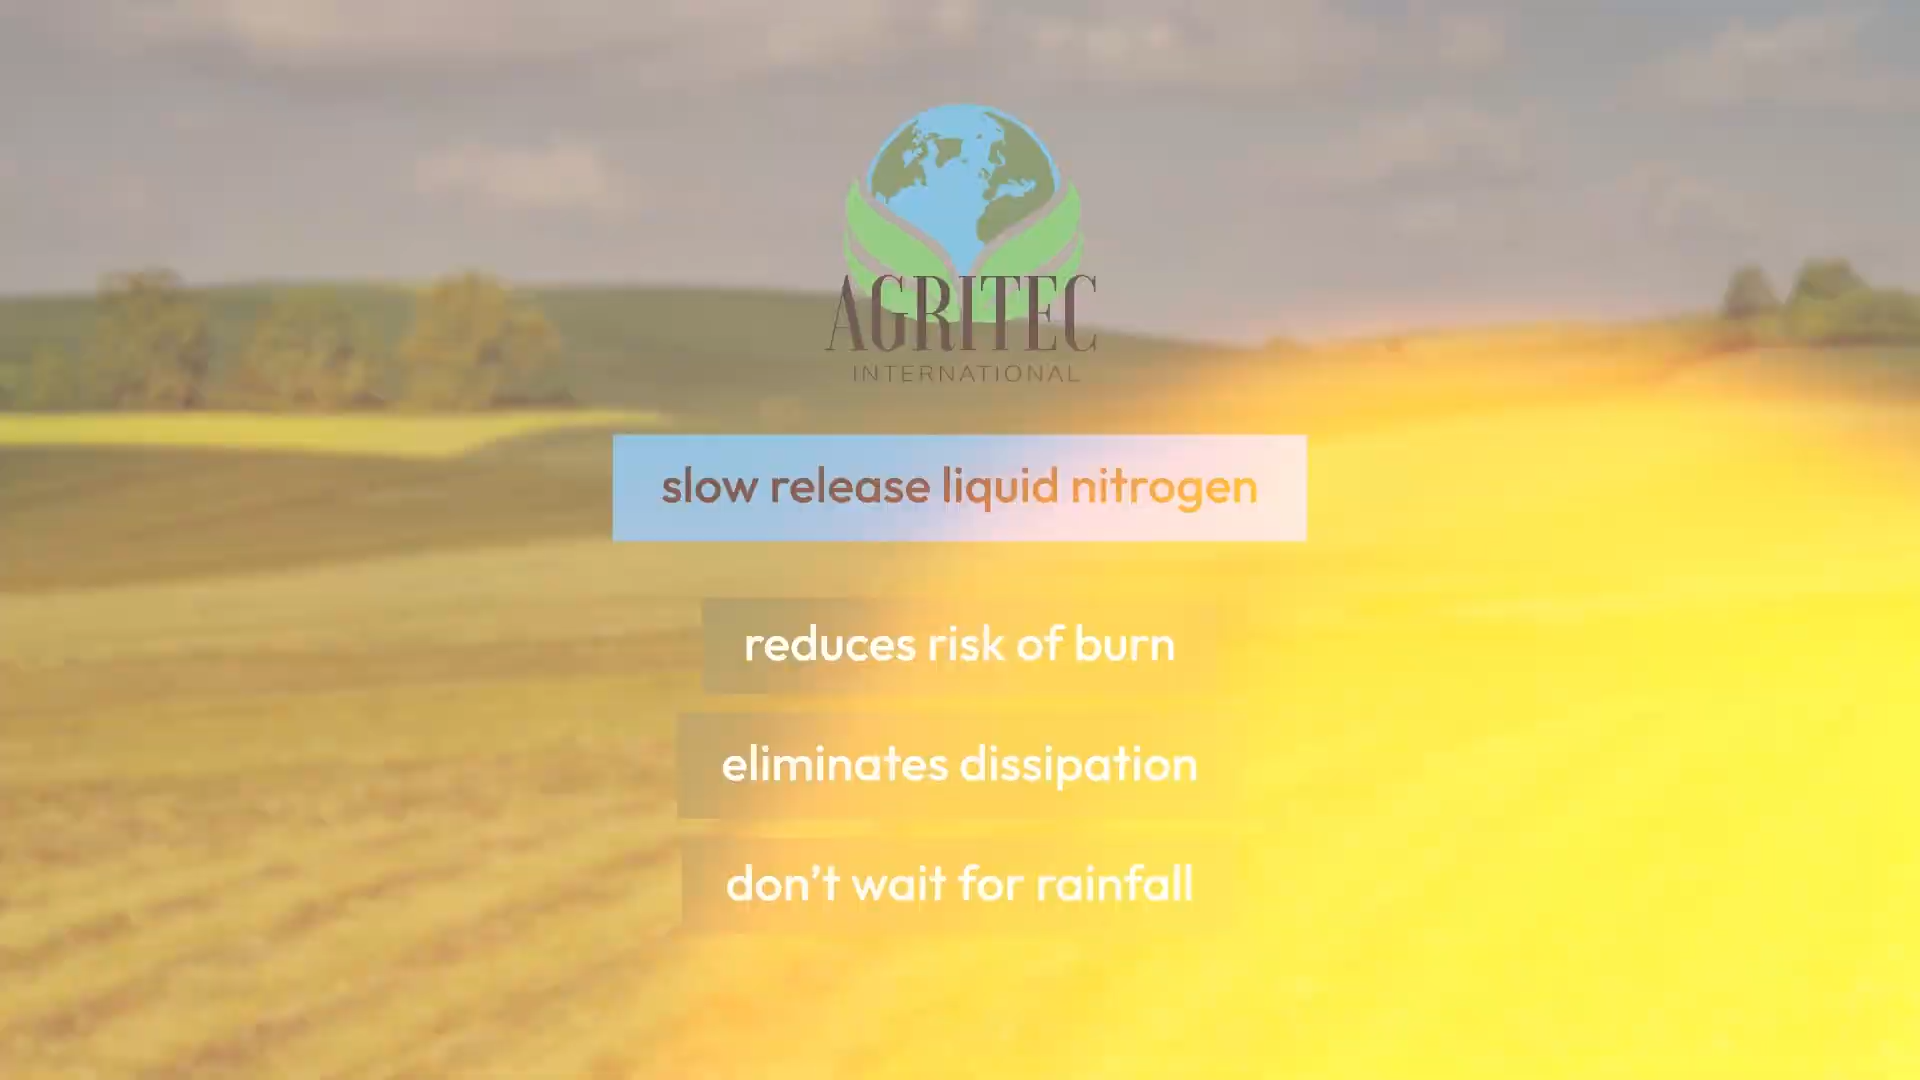 AGRITEC
INTERNATIONAL
slow release liquid nitrogen
reduces risk of burn
eliminates dissipation
don't wait for rainfall